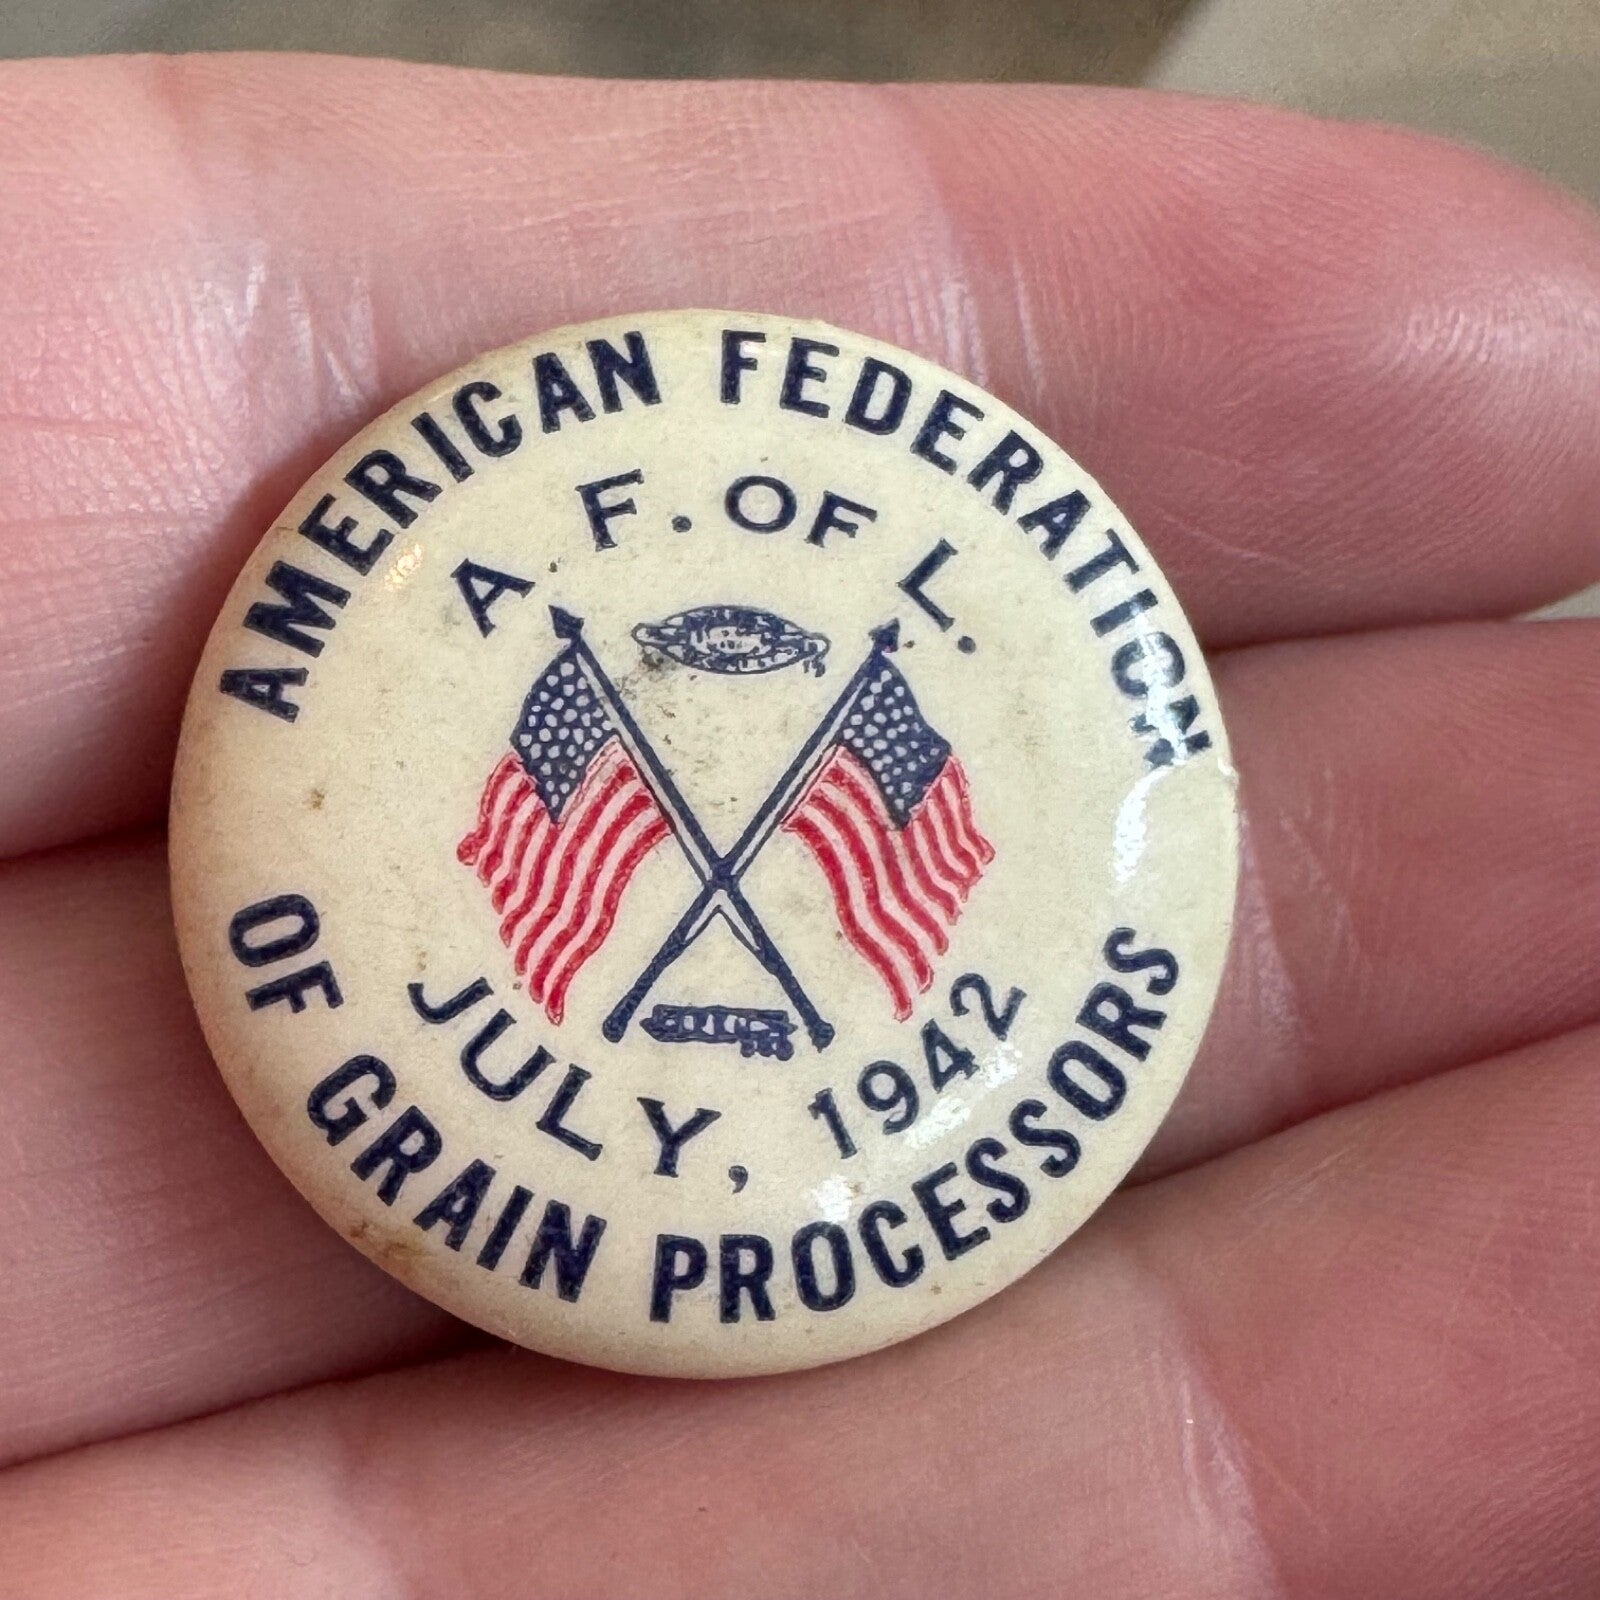 AMERICAN FEDERATION
A. F. OF L.
JULY, 1942
OF GRAIN PROCESSORS